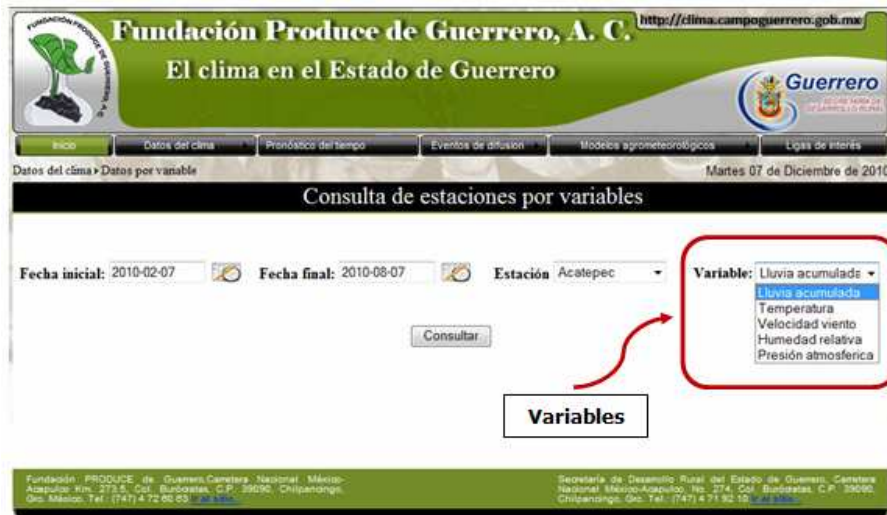 FUNDACIÓN PRODUCE DE GUERRERO, A.C.
Fundación Produce de Guerrero, A. C.
http://clima.campoguerrero.gob.mx
El clima en el Estado de Guerrero
Guerrero
Inicio
Datos del clima
Pronóstico del tiempo
Eventos de difusion
Modelos agrometeorológicos
Ligas de interés
Datos del clima ▸ Datos por variable
Martes 07 de Diciembre de 2010
Consulta de estaciones por variables
Fecha inicial: 2010-02-07
Fecha final: 2010-08-07
Estación Acatepec
Variable: Lluvia acumulada
Lluvia acumulada
Temperatura
Velocidad viento
Humedad relativa
Presión atmosferica
Consultar
Variables
Fundación PRODUCE de Guerrero,Carretera Nacional México-
Acapulco Km. 273.5, Col. Burócratas, C.P. 39090, Chilpancingo,
Gro. México. Tel.: (747) 4 72 60 63
Secretaría de Desarrollo Rural del Estado de Guerrero, Carretera
Nacional México-Acapulco No. 274, Col. Burócratas, C.P. 39090,
Chilpancingo, Gro. Tel.: (747) 4 71 92 10